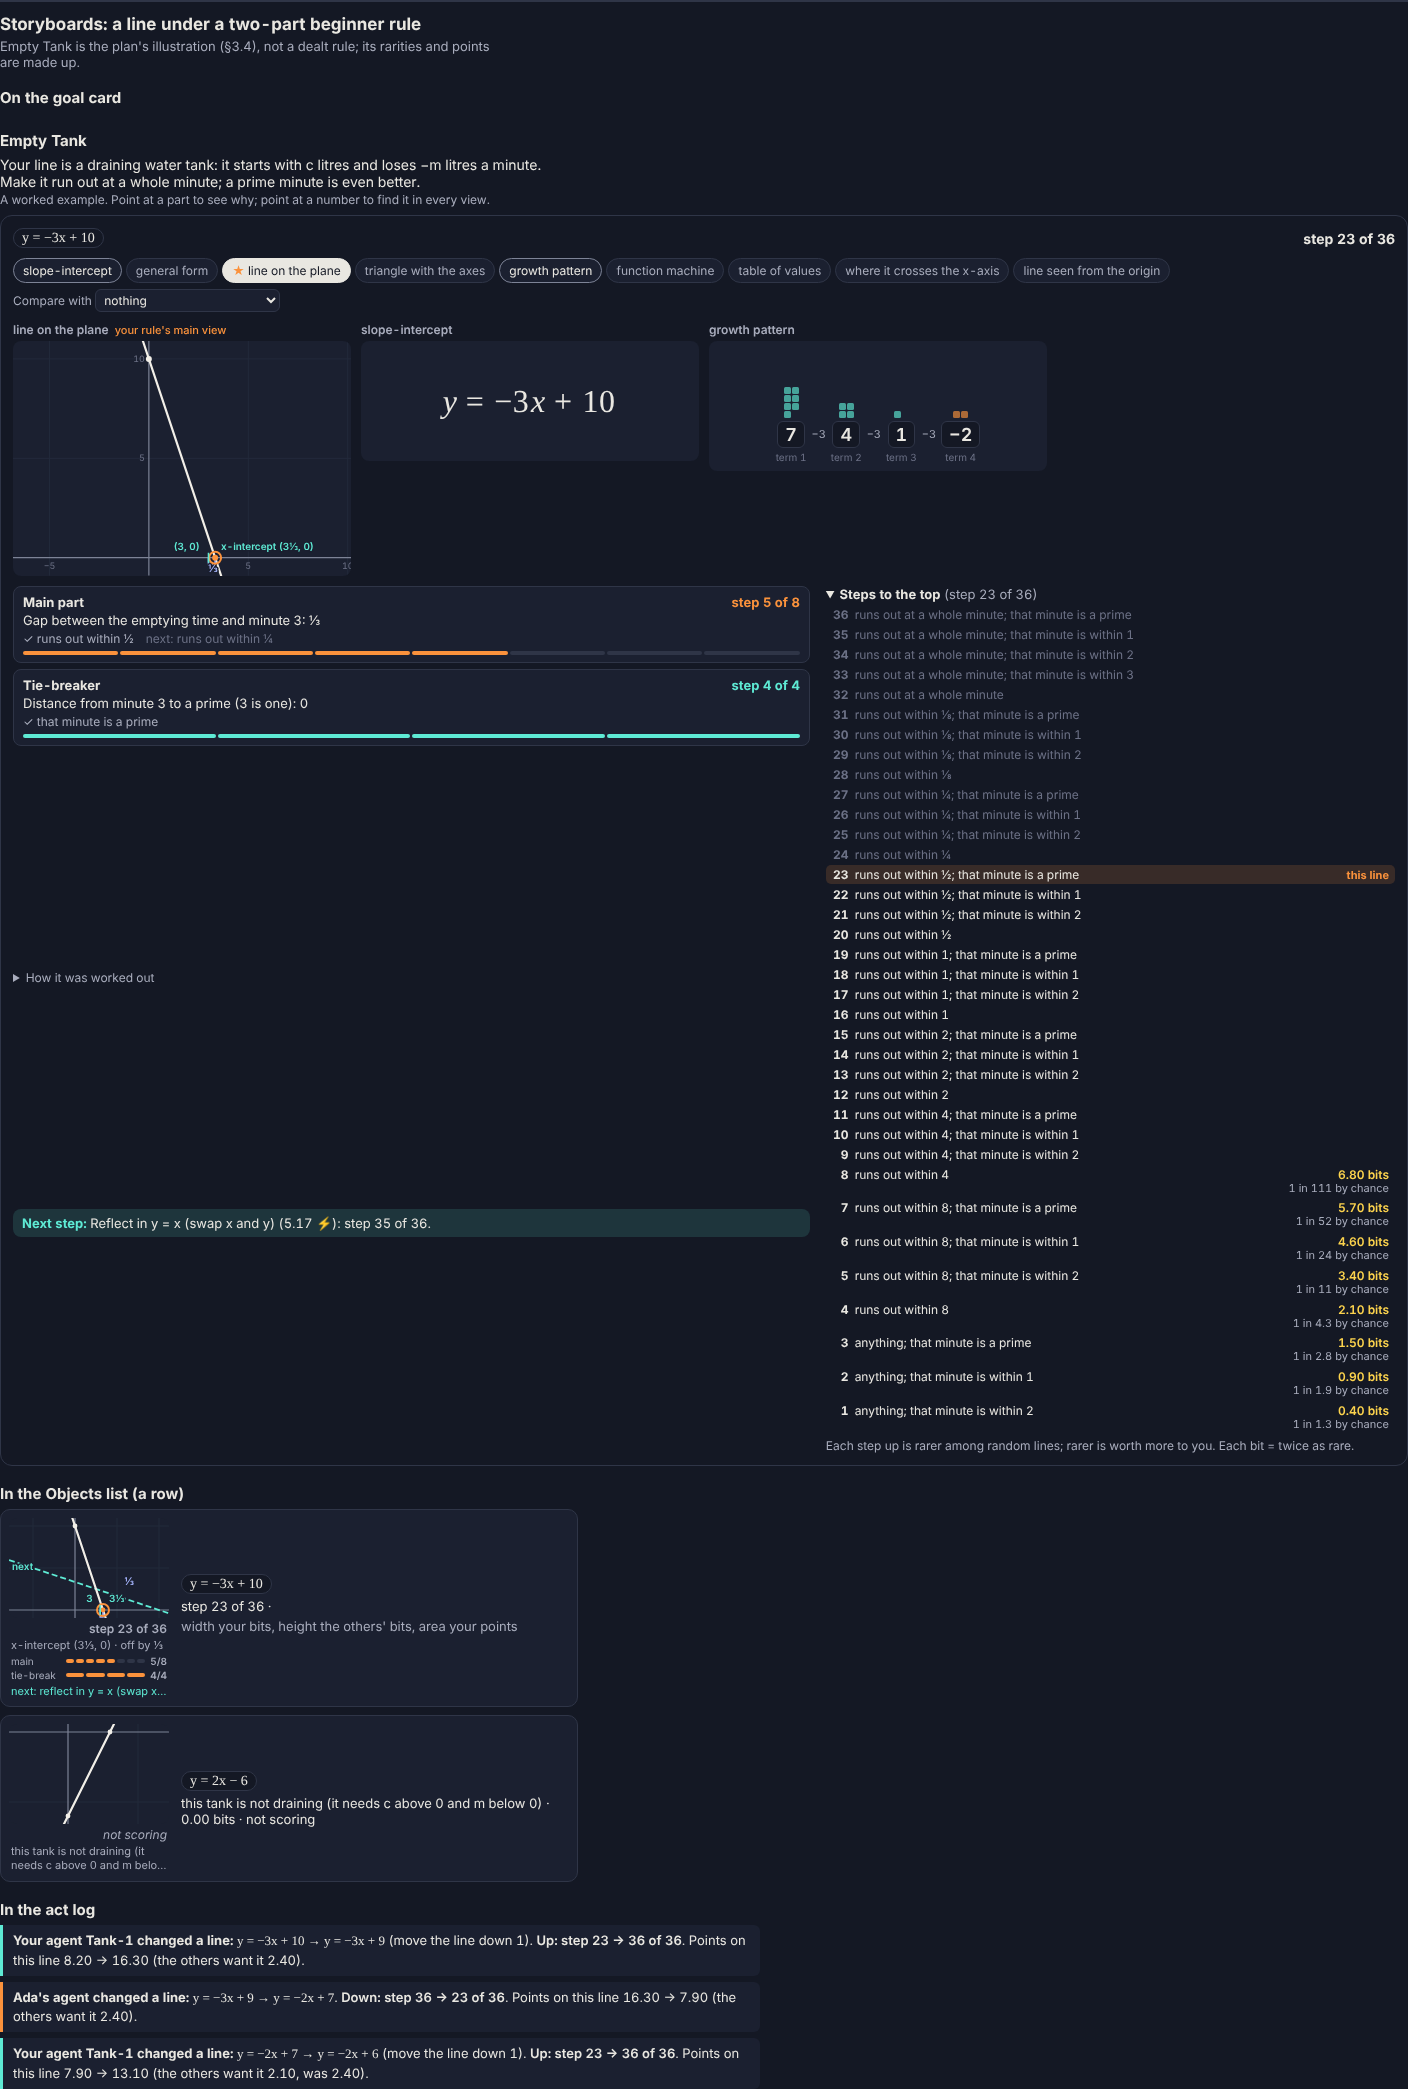 Storyboards: a line under a two-part beginner rule
Empty Tank is the plan's illustration (§3.4), not a dealt rule; its rarities and points
are made up.
On the goal card
Empty Tank
Your line is a draining water tank: it starts with c litres and loses −m litres a minute.
Make it run out at a whole minute; a prime minute is even better.
A worked example. Point at a part to see why; point at a number to find it in every view.
y = −3x + 10
step 23 of 36
slope-intercept
general form
★ line on the plane
triangle with the axes
growth pattern
function machine
table of values
where it crosses the x-axis
line seen from the origin
Compare with nothing
line on the plane your rule's main view
10
5
(3, 0)
x-intercept (3⅓, 0)
−5
5
10
⅓
slope-intercept
y = −3x + 10
growth pattern
7 −3 4 −3 1 −3 −2
term 1 term 2 term 3 term 4
Main part
step 5 of 8
Gap between the emptying time and minute 3: ⅓
✓ runs out within ½ next: runs out within ¼
Tie-breaker
step 4 of 4
Distance from minute 3 to a prime (3 is one): 0
✓ that minute is a prime
▶ How it was worked out
Next step: Reflect in y = x (swap x and y) (5.17 ⚡): step 35 of 36.
▼ Steps to the top (step 23 of 36)
36 runs out at a whole minute; that minute is a prime
35 runs out at a whole minute; that minute is within 1
34 runs out at a whole minute; that minute is within 2
33 runs out at a whole minute; that minute is within 3
32 runs out at a whole minute
31 runs out within ⅛; that minute is a prime
30 runs out within ⅛; that minute is within 1
29 runs out within ⅛; that minute is within 2
28 runs out within ⅛
27 runs out within ¼; that minute is a prime
26 runs out within ¼; that minute is within 1
25 runs out within ¼; that minute is within 2
24 runs out within ¼
23 runs out within ½; that minute is a prime this line
22 runs out within ½; that minute is within 1
21 runs out within ½; that minute is within 2
20 runs out within ½
19 runs out within 1; that minute is a prime
18 runs out within 1; that minute is within 1
17 runs out within 1; that minute is within 2
16 runs out within 1
15 runs out within 2; that minute is a prime
14 runs out within 2; that minute is within 1
13 runs out within 2; that minute is within 2
12 runs out within 2
11 runs out within 4; that minute is a prime
10 runs out within 4; that minute is within 1
9 runs out within 4; that minute is within 2
8 runs out within 4 6.80 bits
1 in 111 by chance
7 runs out within 8; that minute is a prime 5.70 bits
1 in 52 by chance
6 runs out within 8; that minute is within 1 4.60 bits
1 in 24 by chance
5 runs out within 8; that minute is within 2 3.40 bits
1 in 11 by chance
4 runs out within 8 2.10 bits
1 in 4.3 by chance
3 anything; that minute is a prime 1.50 bits
1 in 2.8 by chance
2 anything; that minute is within 1 0.90 bits
1 in 1.9 by chance
1 anything; that minute is within 2 0.40 bits
1 in 1.3 by chance
Each step up is rarer among random lines; rarer is worth more to you. Each bit = twice as rare.
In the Objects list (a row)
next
⅓
3 3⅓
step 23 of 36
x-intercept (3⅓, 0) · off by ⅓
main 5/8
tie-break 4/4
next: reflect in y = x (swap x…
y = −3x + 10
step 23 of 36 ·
width your bits, height the others' bits, area your points
not scoring
this tank is not draining (it
needs c above 0 and m belo…
y = 2x − 6
this tank is not draining (it needs c above 0 and m below 0) ·
0.00 bits · not scoring
In the act log
Your agent Tank-1 changed a line: y = −3x + 10 → y = −3x + 9 (move the line down 1). Up: step 23 → 36 of 36. Points on
this line 8.20 → 16.30 (the others want it 2.40).
Ada's agent changed a line: y = −3x + 9 → y = −2x + 7. Down: step 36 → 23 of 36. Points on this line 16.30 → 7.90 (the
others want it 2.40).
Your agent Tank-1 changed a line: y = −2x + 7 → y = −2x + 6 (move the line down 1). Up: step 23 → 36 of 36. Points on
this line 7.90 → 13.10 (the others want it 2.10, was 2.40).